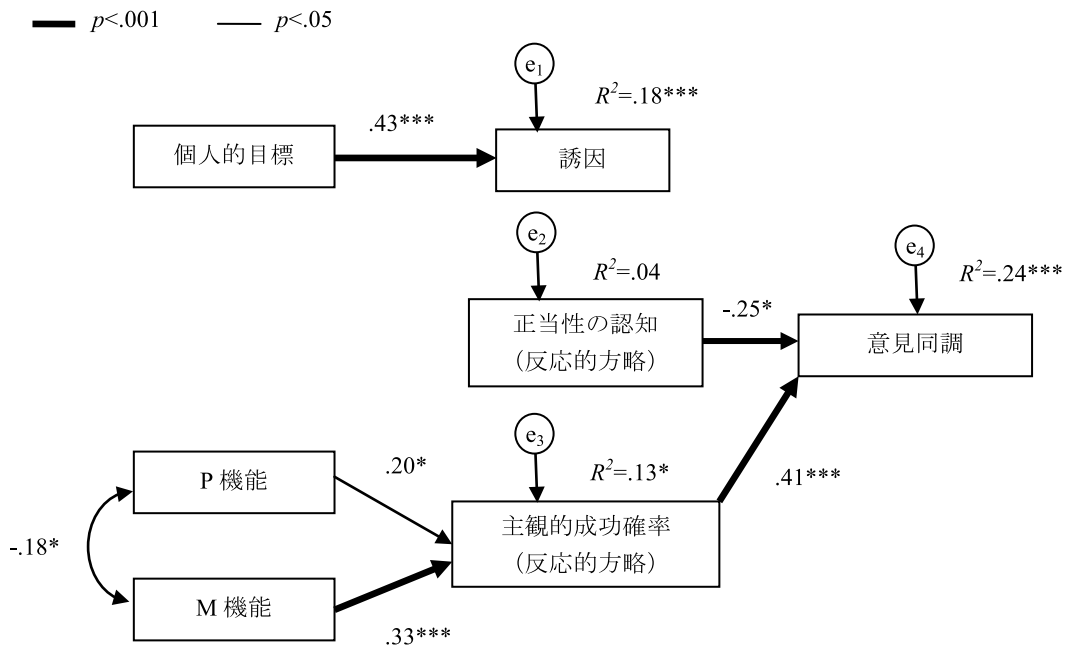 p<.001
p<.05
e1
R2=.18***
.43***
個人的目標
誘因
e2
R2=.04
e4
R2=.24***
正当性の認知
(反応的方略)
-.25*
意見同調
e3
R2=.13*
P 機能
.20*
.41***
主観的成功確率
(反応的方略)
-.18*
M 機能
.33***